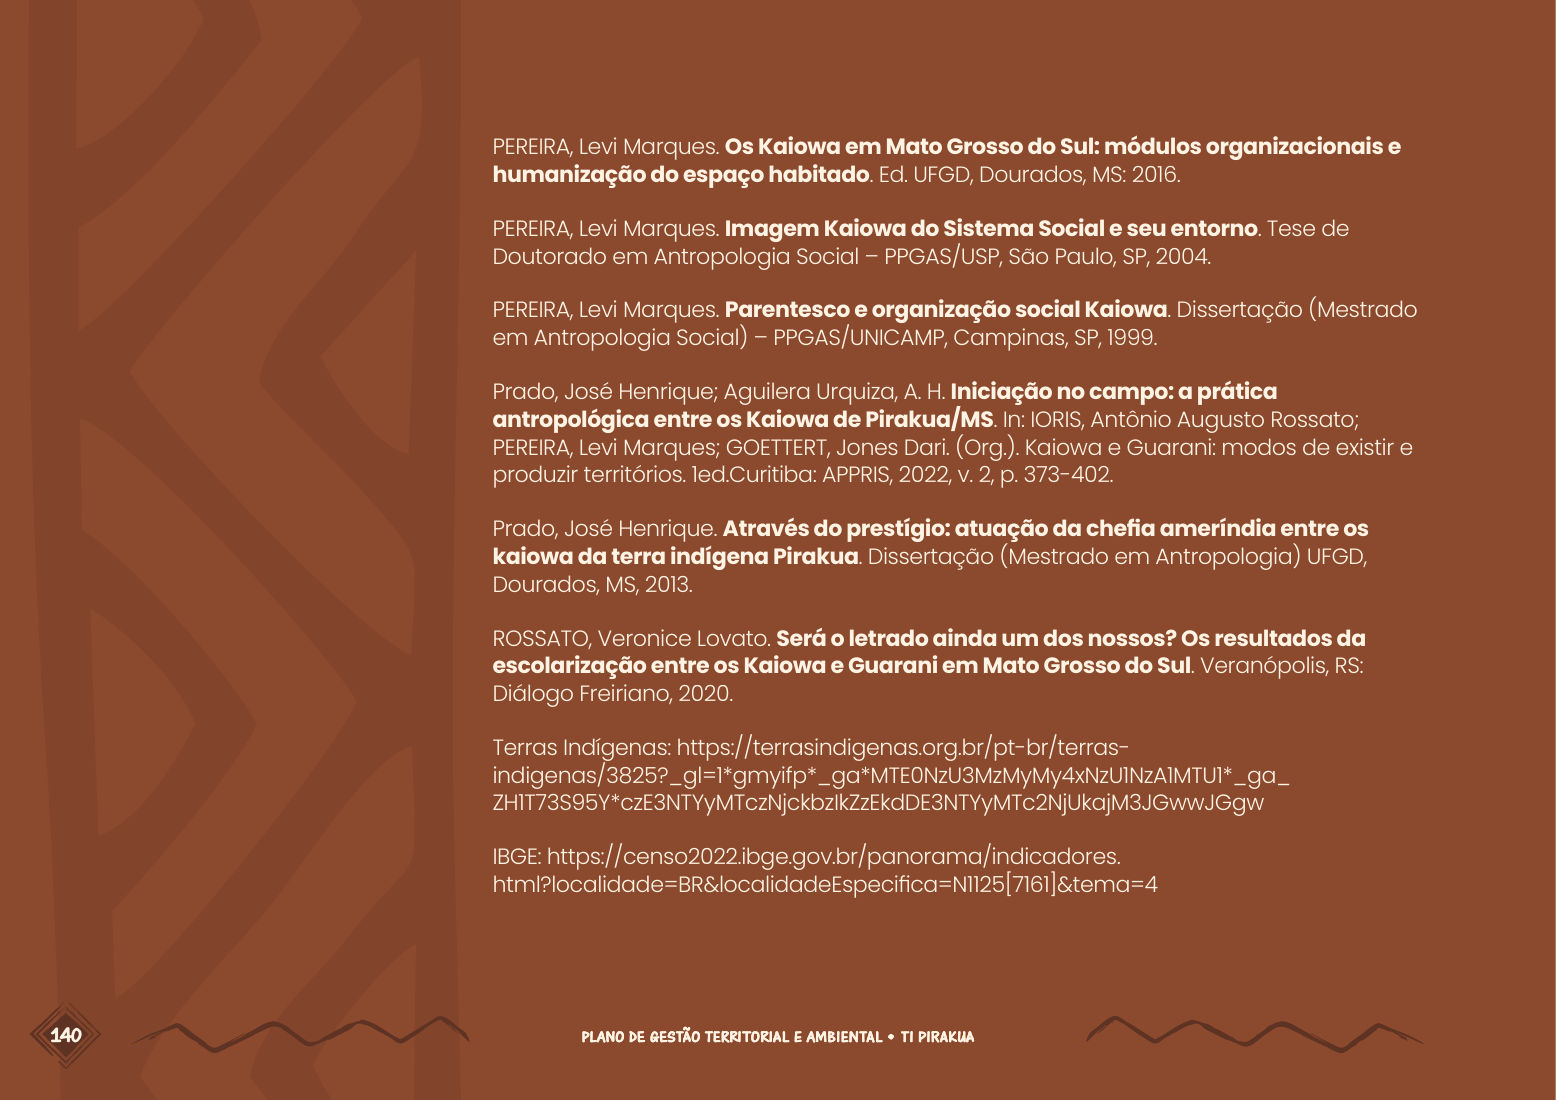 PEREIRA, Levi Marques. Os Kaiowa em Mato Grosso do Sul: módulos organizacionais e
humanização do espaço habitado. Ed. UFGD, Dourados, MS: 2016.
PEREIRA, Levi Marques. Imagem Kaiowa do Sistema Social e seu entorno. Tese de
Doutorado em Antropologia Social – PPGAS/USP, São Paulo, SP, 2004.
PEREIRA, Levi Marques. Parentesco e organização social Kaiowa. Dissertação (Mestrado
em Antropologia Social) – PPGAS/UNICAMP, Campinas, SP, 1999.
Prado, José Henrique; Aguilera Urquiza, A. H. Iniciação no campo: a prática
antropológica entre os Kaiowa de Pirakua/MS. In: IORIS, Antônio Augusto Rossato;
PEREIRA, Levi Marques; GOETTERT, Jones Dari. (Org.). Kaiowa e Guarani: modos de existir e
produzir territórios. 1ed.Curitiba: APPRIS, 2022, v. 2, p. 373-402.
Prado, José Henrique. Através do prestígio: atuação da chefia ameríndia entre os
kaiowa da terra indígena Pirakua. Dissertação (Mestrado em Antropologia) UFGD,
Dourados, MS, 2013.
ROSSATO, Veronice Lovato. Será o letrado ainda um dos nossos? Os resultados da
escolarização entre os Kaiowa e Guarani em Mato Grosso do Sul. Veranópolis, RS:
Diálogo Freiriano, 2020.
Terras Indígenas: https://terrasindigenas.org.br/pt-br/terras-
indigenas/3825?_gl=1*gmyifp*_ga*MTE0NzU3MzMyMy4xNzU1NzA1MTU1*_ga_
ZH1T73S95Y*czE3NTYyMTczNjckbzIkZzEkdDE3NTYyMTc2NjUkajM3JGwwJGgw
IBGE: https://censo2022.ibge.gov.br/panorama/indicadores.
html?localidade=BR&localidadeEspecifica=N1125[7161]&tema=4
140
PLANO DE GESTÃO TERRITORIAL E AMBIENTAL • TI PIRAKUA